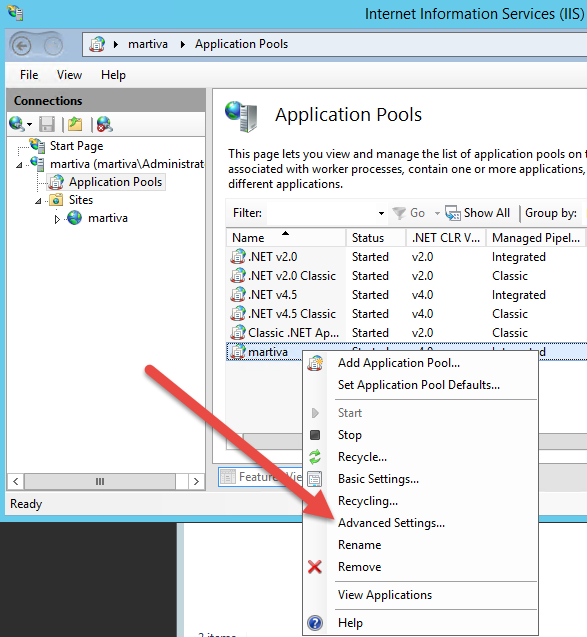 Internet Information Services (IIS)
martiva Application Pools
File View Help
Connections
Start Page
martiva (martiva\Administrat
Application Pools
Sites
martiva
Application Pools
This page lets you view and manage the list of application pools on t
associated with worker processes, contain one or more applications,
different applications.
Filter: Go Show All Group by:
Name Status .NET CLR V... Managed Pipel...
.NET v2.0 Started v2.0 Integrated
.NET v2.0 Classic Started v2.0 Classic
.NET v4.5 Started v4.0 Integrated
.NET v4.5 Classic Started v4.0 Classic
Classic .NET Ap... Started v2.0 Classic
martiva
Add Application Pool...
Set Application Pool Defaults...
Start
Stop
Recycle...
Basic Settings...
Recycling...
Advanced Settings...
Rename
Remove
View Applications
Help
Ready